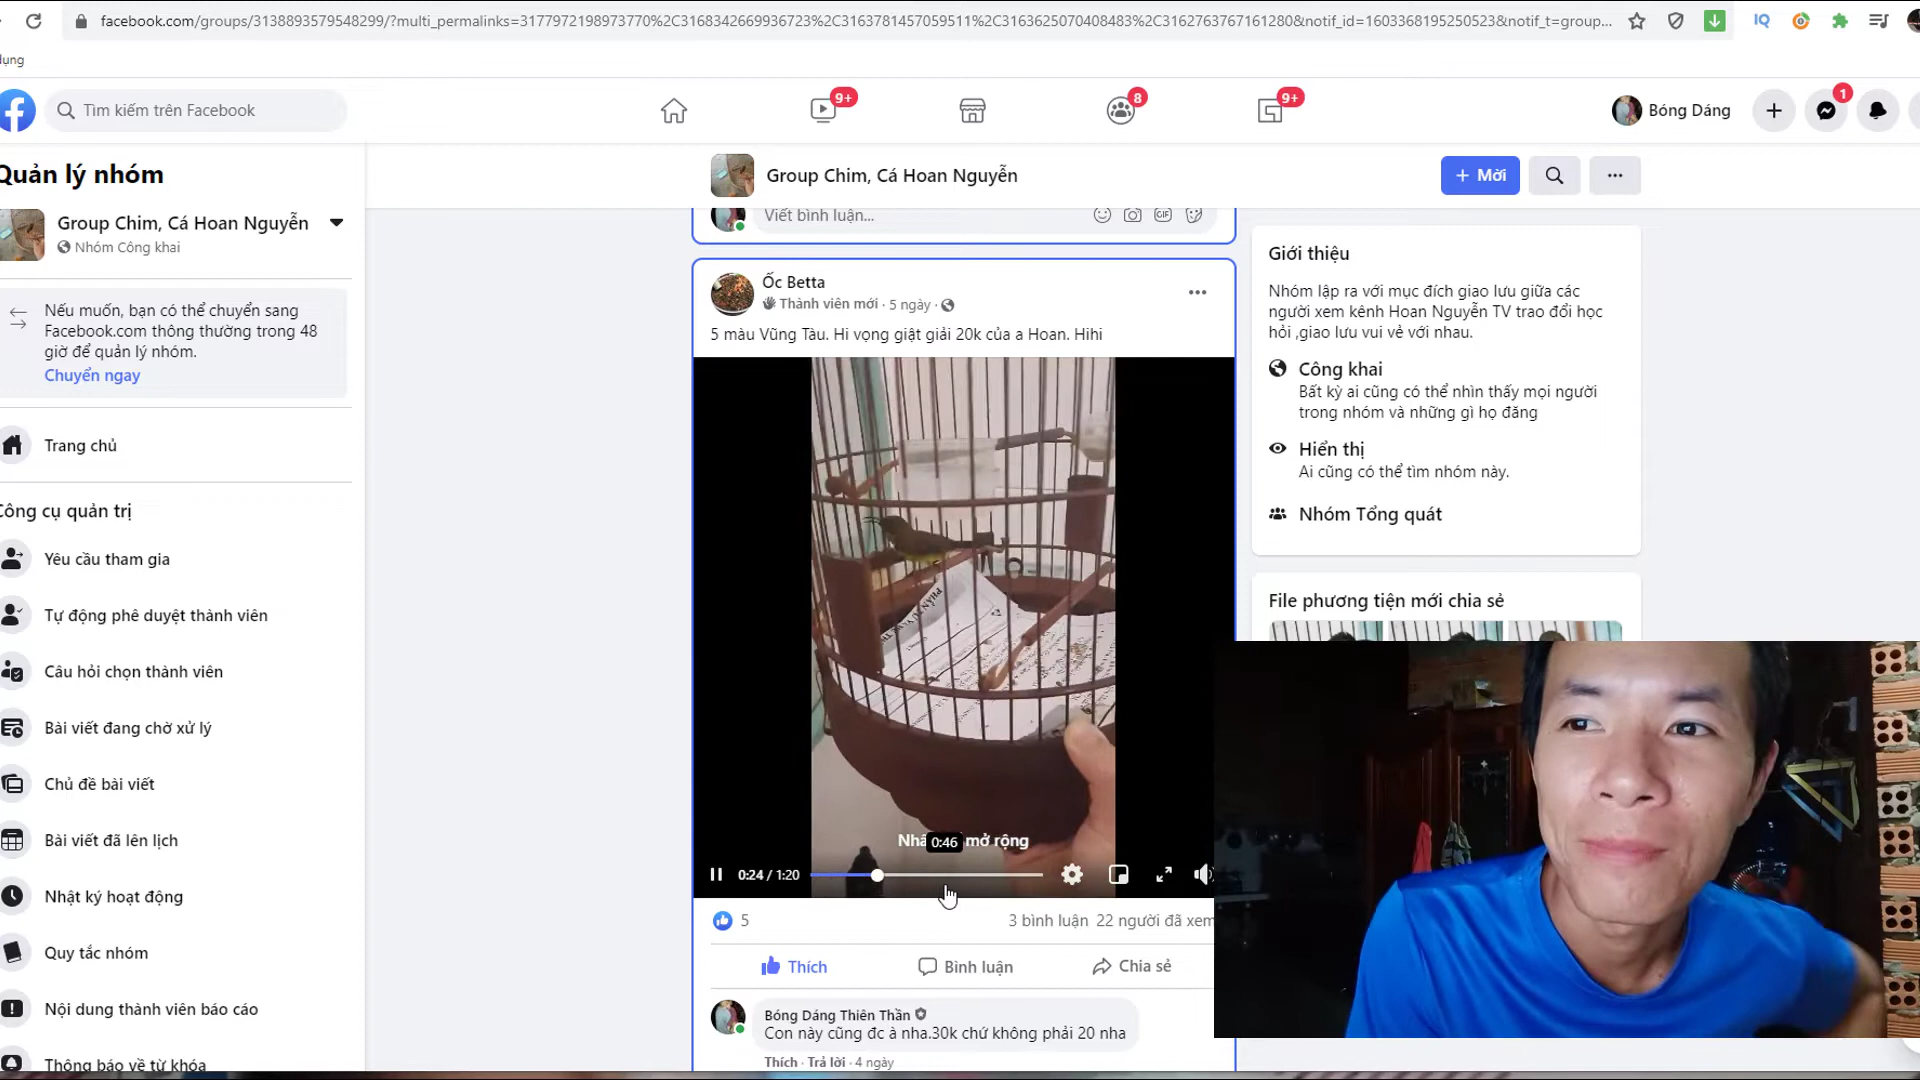 facebook.com/groups/3138893579548299/?multi_permalinks=3177972198973770%2C3168342669936723%2C3163781457059511%2C3163625070408483%2C3162763767161280&notif_id=1603368195250523&notif_t=group...
IQ
dụng
Tìm kiếm trên Facebook
9+
8
9+
Bóng Dáng
1
Quản lý nhóm
Group Chim, Cá Hoan Nguyễn
Nhóm Công khai
Nếu muốn, bạn có thể chuyển sang
Facebook.com thông thường trong 48
giờ để quản lý nhóm.
Chuyển ngay
Trang chủ
Công cụ quản trị
Yêu cầu tham gia
Tự động phê duyệt thành viên
Câu hỏi chọn thành viên
Bài viết đang chờ xử lý
Chủ đề bài viết
Bài viết đã lên lịch
Nhật ký hoạt động
Quy tắc nhóm
Nội dung thành viên báo cáo
Thông báo về từ khóa
Group Chim, Cá Hoan Nguyễn
+ Mời
Viết bình luận...
GIF
Ốc Betta
Thành viên mới · 5 ngày ·
5 màu Vũng Tàu. Hi vọng giật giải 20k của a Hoan. Hihi
0:46 mở rộng
0:24 / 1:20
5
3 bình luận 22 người đã xem
Thích
Bình luận
Chia sẻ
Bóng Dáng Thiên Thần
Con này cũng đc à nha.30k chứ không phải 20 nha
Thích · Trả lời · 4 ngày
Giới thiệu
Nhóm lập ra với mục đích giao lưu giữa các
người xem kênh Hoan Nguyễn TV trao đổi học
hỏi ,giao lưu vui vẻ với nhau.
Công khai
Bất kỳ ai cũng có thể nhìn thấy mọi người
trong nhóm và những gì họ đăng
Hiển thị
Ai cũng có thể tìm nhóm này.
Nhóm Tổng quát
File phương tiện mới chia sẻ